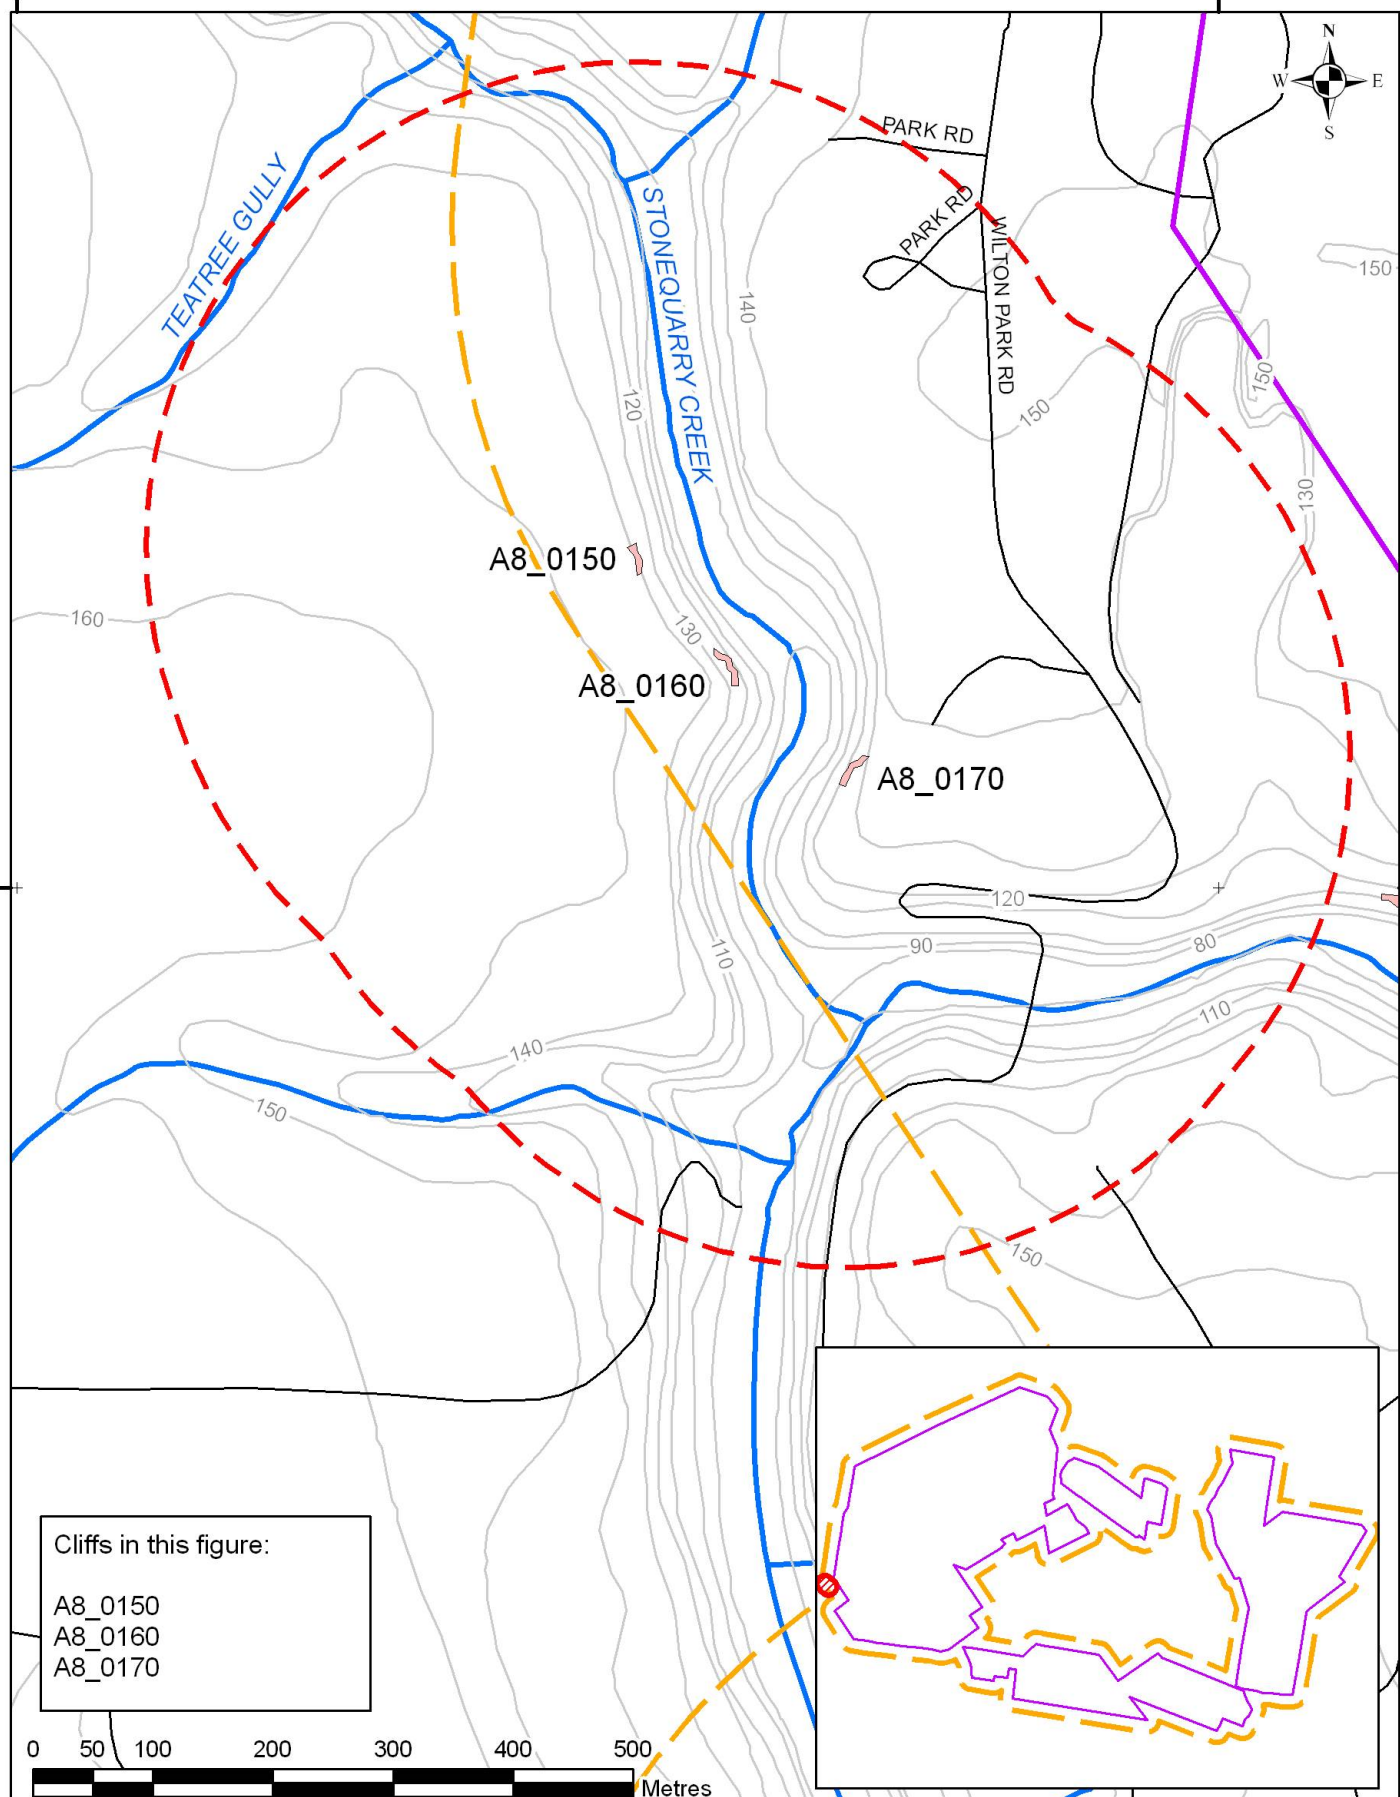 N
W E
S
PARK RD
PARK RD
WILTON PARK RD
TEATREE GULLY
STONEQUARRY CREEK
150
140
150
120
150
130
A8_0150
160
130
A8_0160
A8_0170
120
90
80
110
110
140
150
150
Cliffs in this figure:
A8_0150
A8_0160
A8_0170
0 50 100 200 300 400 500
Metres